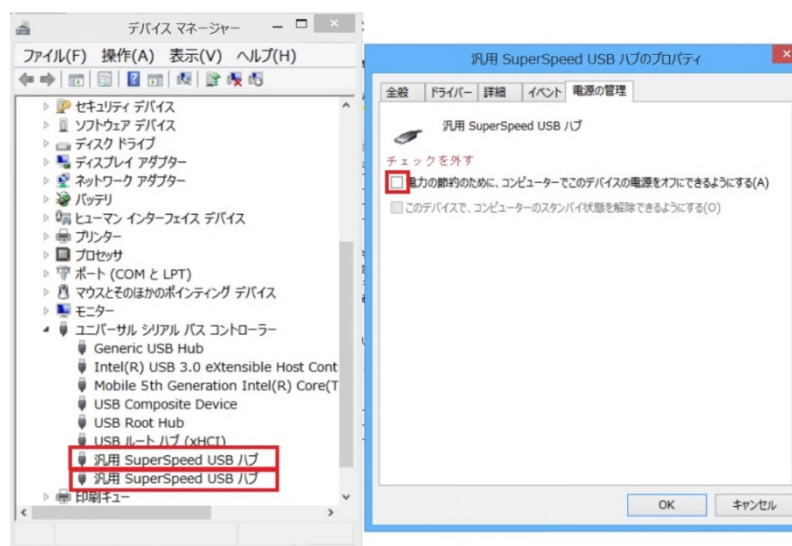 デバイス マネージャー
ファイル(F) 操作(A) 表示(V) ヘルプ(H)
セキュリティ デバイス
ソフトウェア デバイス
ディスク ドライブ
ディスプレイ アダプター
ネットワーク アダプター
バッテリ
ヒューマン インターフェイス デバイス
プリンター
プロセッサ
ポート (COM と LPT)
マウスとそのほかのポインティング デバイス
モニター
ユニバーサル シリアル バス コントローラー
Generic USB Hub
Intel(R) USB 3.0 eXtensible Host Cont
Mobile 5th Generation Intel(R) Core(T
USB Composite Device
USB Root Hub
USB ルート ハブ (xHCI)
汎用 SuperSpeed USB ハブ
汎用 SuperSpeed USB ハブ
印刷キュー
汎用 SuperSpeed USB ハブのプロパティ
全般 ドライバー 詳細 イベント 電源の管理
汎用 SuperSpeed USB ハブ
チェックを外す
電力の節約のために、コンピューターでこのデバイスの電源をオフにできるようにする(A)
このデバイスで、コンピューターのスタンバイ状態を解除できるようにする(O)
OK キャンセル